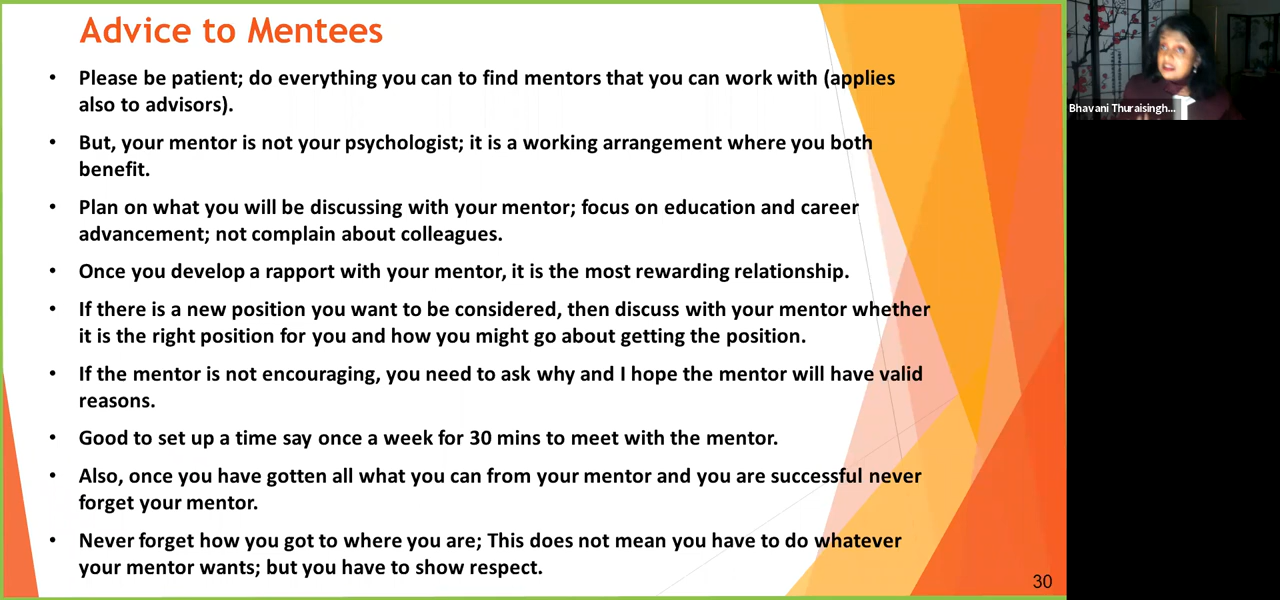 Advice to Mentees
• Please be patient; do everything you can to find mentors that you can work with (applies
also to advisors).
• But, your mentor is not your psychologist; it is a working arrangement where you both
benefit.
• Plan on what you will be discussing with your mentor; focus on education and career
advancement; not complain about colleagues.
• Once you develop a rapport with your mentor, it is the most rewarding relationship.
• If there is a new position you want to be considered, then discuss with your mentor whether
it is the right position for you and how you might go about getting the position.
• If the mentor is not encouraging, you need to ask why and I hope the mentor will have valid
reasons.
• Good to set up a time say once a week for 30 mins to meet with the mentor.
• Also, once you have gotten all what you can from your mentor and you are successful never
forget your mentor.
• Never forget how you got to where you are; This does not mean you have to do whatever
your mentor wants; but you have to show respect.
30
Bhavani Thuraisingh...